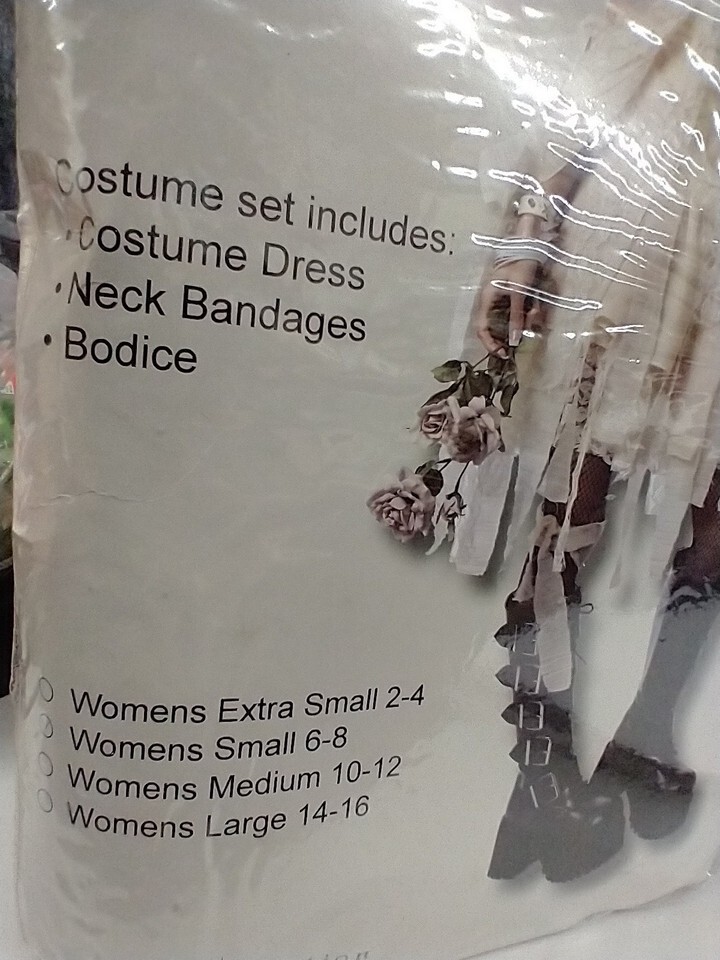 Costume set includes:
• Costume Dress
• Neck Bandages
• Bodice
Womens Extra Small 2-4
Womens Small 6-8
Womens Medium 10-12
Womens Large 14-16